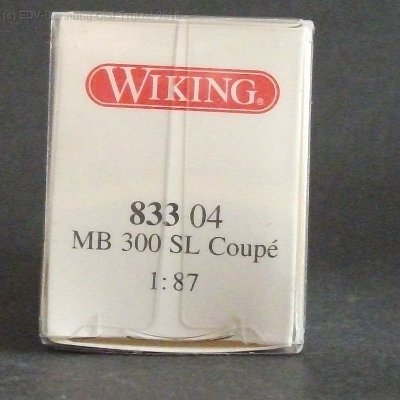 WIKING®
833 04
MB 300 SL Coupé
1:87